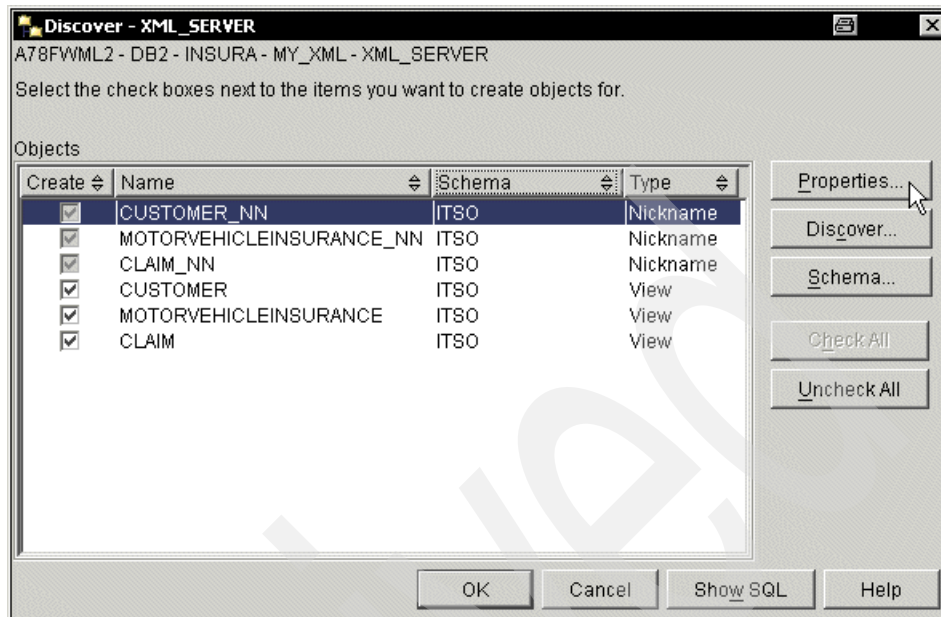 Discover - XML_SERVER
A78FWML2 - DB2 - INSURA - MY_XML - XML_SERVER
Select the check boxes next to the items you want to create objects for.
Objects
Create Name Schema Type
CUSTOMER_NN ITSO Nickname
MOTORVEHICLEINSURANCE_NN ITSO Nickname
CLAIM_NN ITSO Nickname
CUSTOMER ITSO View
MOTORVEHICLEINSURANCE ITSO View
CLAIM ITSO View
Properties...
Discover...
Schema...
Check All
Uncheck All
OK Cancel Show SQL Help